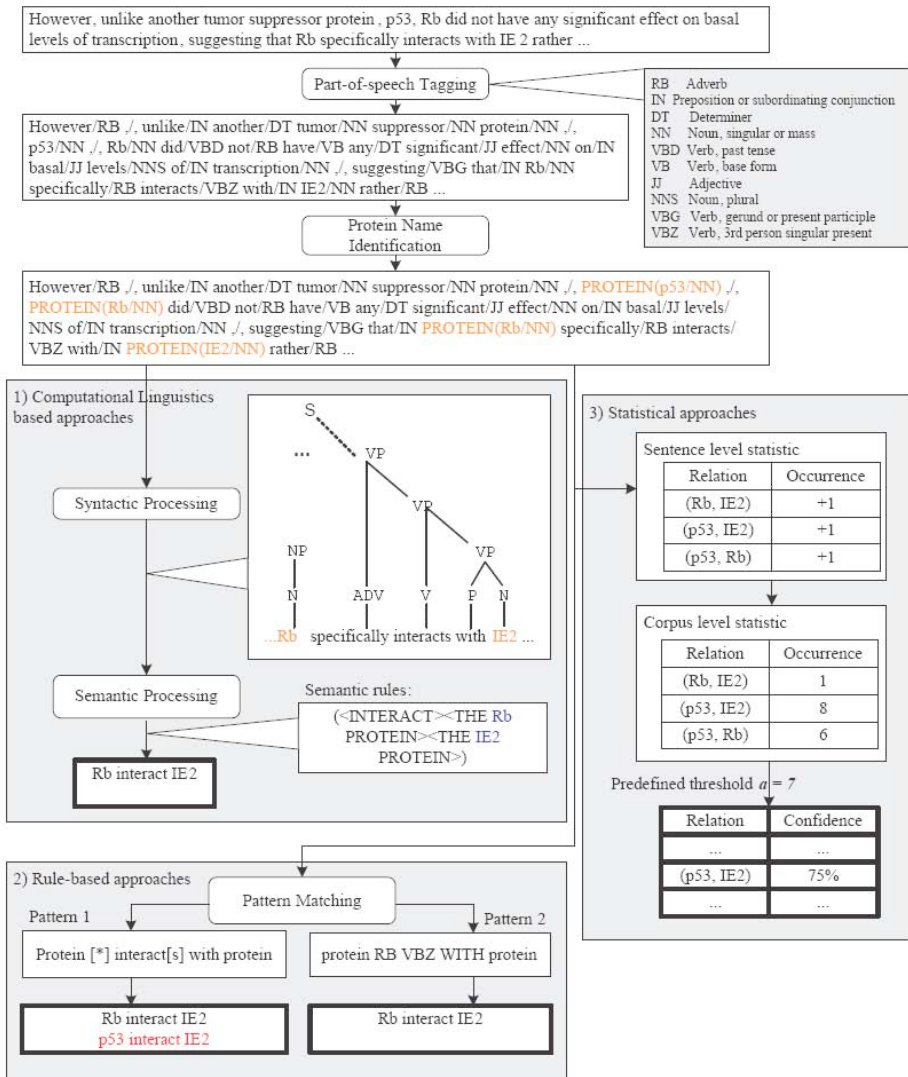 However, unlike another tumor suppressor protein , p53, Rb did not have any significant effect on basal
levels of transcription , suggesting that Rb specifically interacts with IE 2 rather ...
Part-of-speech Tagging
RB Adverb
IN Preposition or subordinating conjunction
DT Determiner
NN Noun, singular or mass
VBD Verb, past tense
VB Verb, base form
JJ Adjective
NNS Noun, plural
VBG Verb, gerund or present participle
VBZ Verb, 3rd person singular present
However/RB ,/, unlike/IN another/DT tumor/NN suppressor/NN protein/NN ,/,
p53/NN ,/, Rb/NN did/VBD not/RB have/VB any/DT significant/JJ effect/NN on/IN
basal/JJ levels/NNS of/IN transcription/NN ,/, suggesting/VBG that/IN Rb/NN
specifically/RB interacts/VBZ with/IN IE2/NN rather/RB ...
Protein Name
Identification
However/RB ,/, unlike/IN another/DT tumor/NN suppressor/NN protein/NN ,/, PROTEIN(p53/NN) ,/,
PROTEIN(Rb/NN) did/VBD not/RB have/VB any/DT significant/JJ effect/NN on/IN basal/JJ levels/
NNS of/IN transcription/NN ,/, suggesting/VBG that/IN PROTEIN(Rb/NN) specifically/RB interacts/
VBZ with/IN PROTEIN(IE2/NN) rather/RB ...
1) Computational Linguistics
based approaches
Syntactic Processing
S
... VP
VP
NP VP
N ADV V P N
...Rb specifically interacts with IE2 ...
Semantic Processing
Semantic rules:
(<INTERACT><THE Rb
PROTEIN><THE IE2
PROTEIN>)
Rb interact IE2
2) Rule-based approaches
Pattern Matching
Pattern 1
Pattern 2
Protein [*] interact[s] with protein
protein RB VBZ WITH protein
Rb interact IE2
p53 interact IE2
Rb interact IE2
3) Statistical approaches
Sentence level statistic
Relation Occurrence
(Rb, IE2) +1
(p53, IE2) +1
(p53, Rb) +1
Corpus level statistic
Relation Occurrence
(Rb, IE2) 1
(p53, IE2) 8
(p53, Rb) 6
Predefined threshold a = 7
Relation Confidence
... ...
(p53, IE2) 75%
... ...